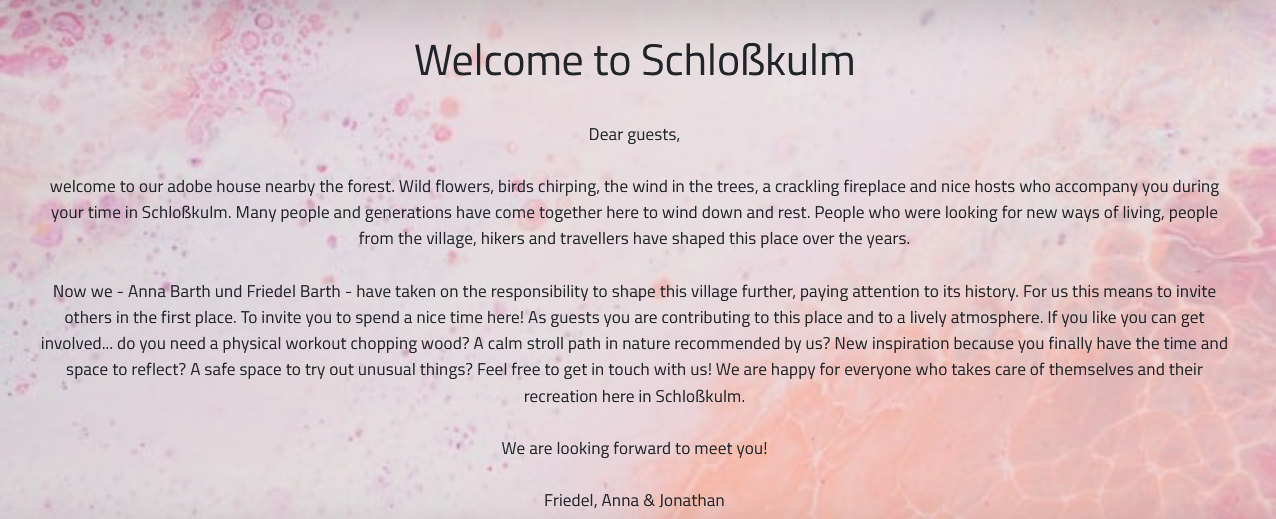 Welcome to Schloßkulm
Dear guests,
welcome to our adobe house nearby the forest. Wild flowers, birds chirping, the wind in the trees, a crackling fireplace and nice hosts who accompany you during
your time in Schloßkulm. Many people and generations have come together here to wind down and rest. People who were looking for new ways of living, people
from the village, hikers and travellers have shaped this place over the years.
Now we - Anna Barth und Friedel Barth - have taken on the responsibility to shape this village further, paying attention to its history. For us this means to invite
others in the first place. To invite you to spend a nice time here! As guests you are contributing to this place and to a lively atmosphere. If you like you can get
involved... do you need a physical workout chopping wood? A calm stroll path in nature recommended by us? New inspiration because you finally have the time and
space to reflect? A safe space to try out unusual things? Feel free to get in touch with us! We are happy for everyone who takes care of themselves and their
recreation here in Schloßkulm.
We are looking forward to meet you!
Friedel, Anna & Jonathan